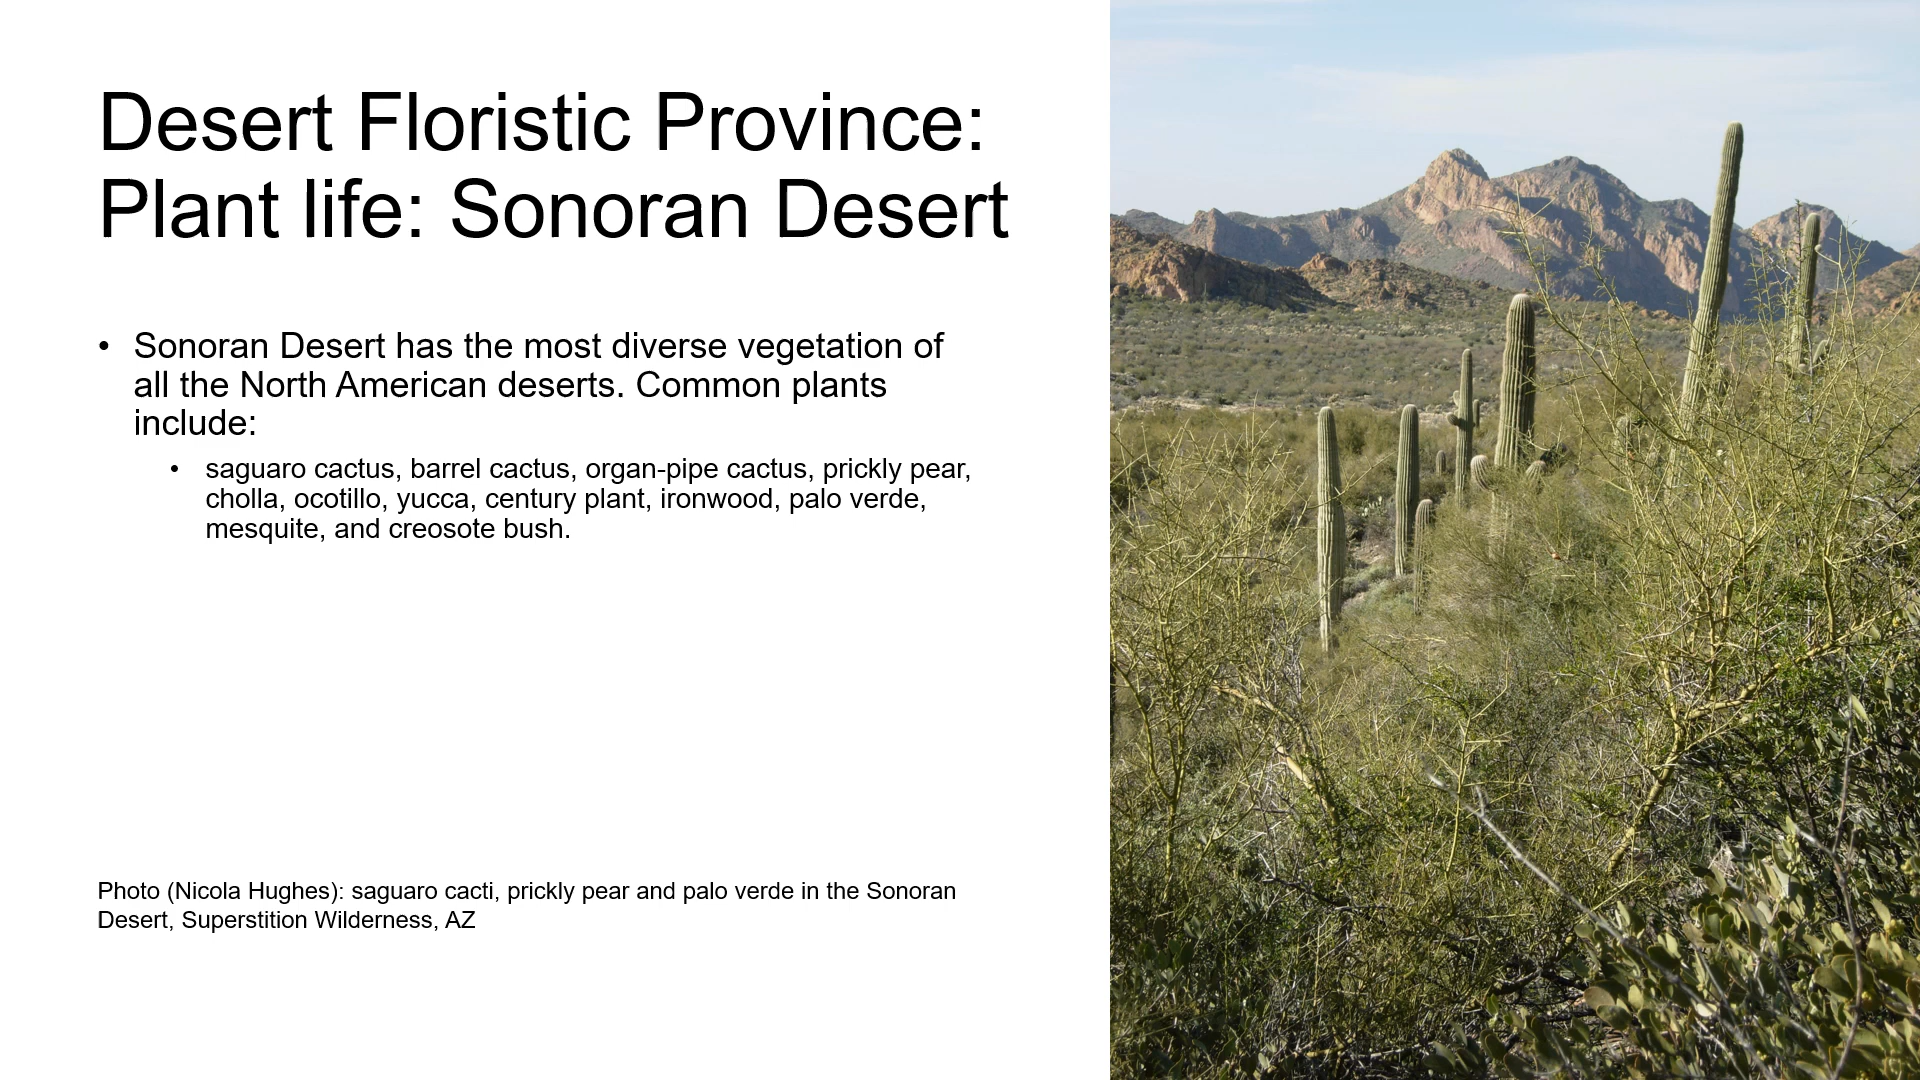 Desert Floristic Province:
Plant life: Sonoran Desert
• Sonoran Desert has the most diverse vegetation of
all the North American deserts. Common plants
include:
• saguaro cactus, barrel cactus, organ-pipe cactus, prickly pear,
cholla, ocotillo, yucca, century plant, ironwood, palo verde,
mesquite, and creosote bush.
Photo (Nicola Hughes): saguaro cacti, prickly pear and palo verde in the Sonoran
Desert, Superstition Wilderness, AZ